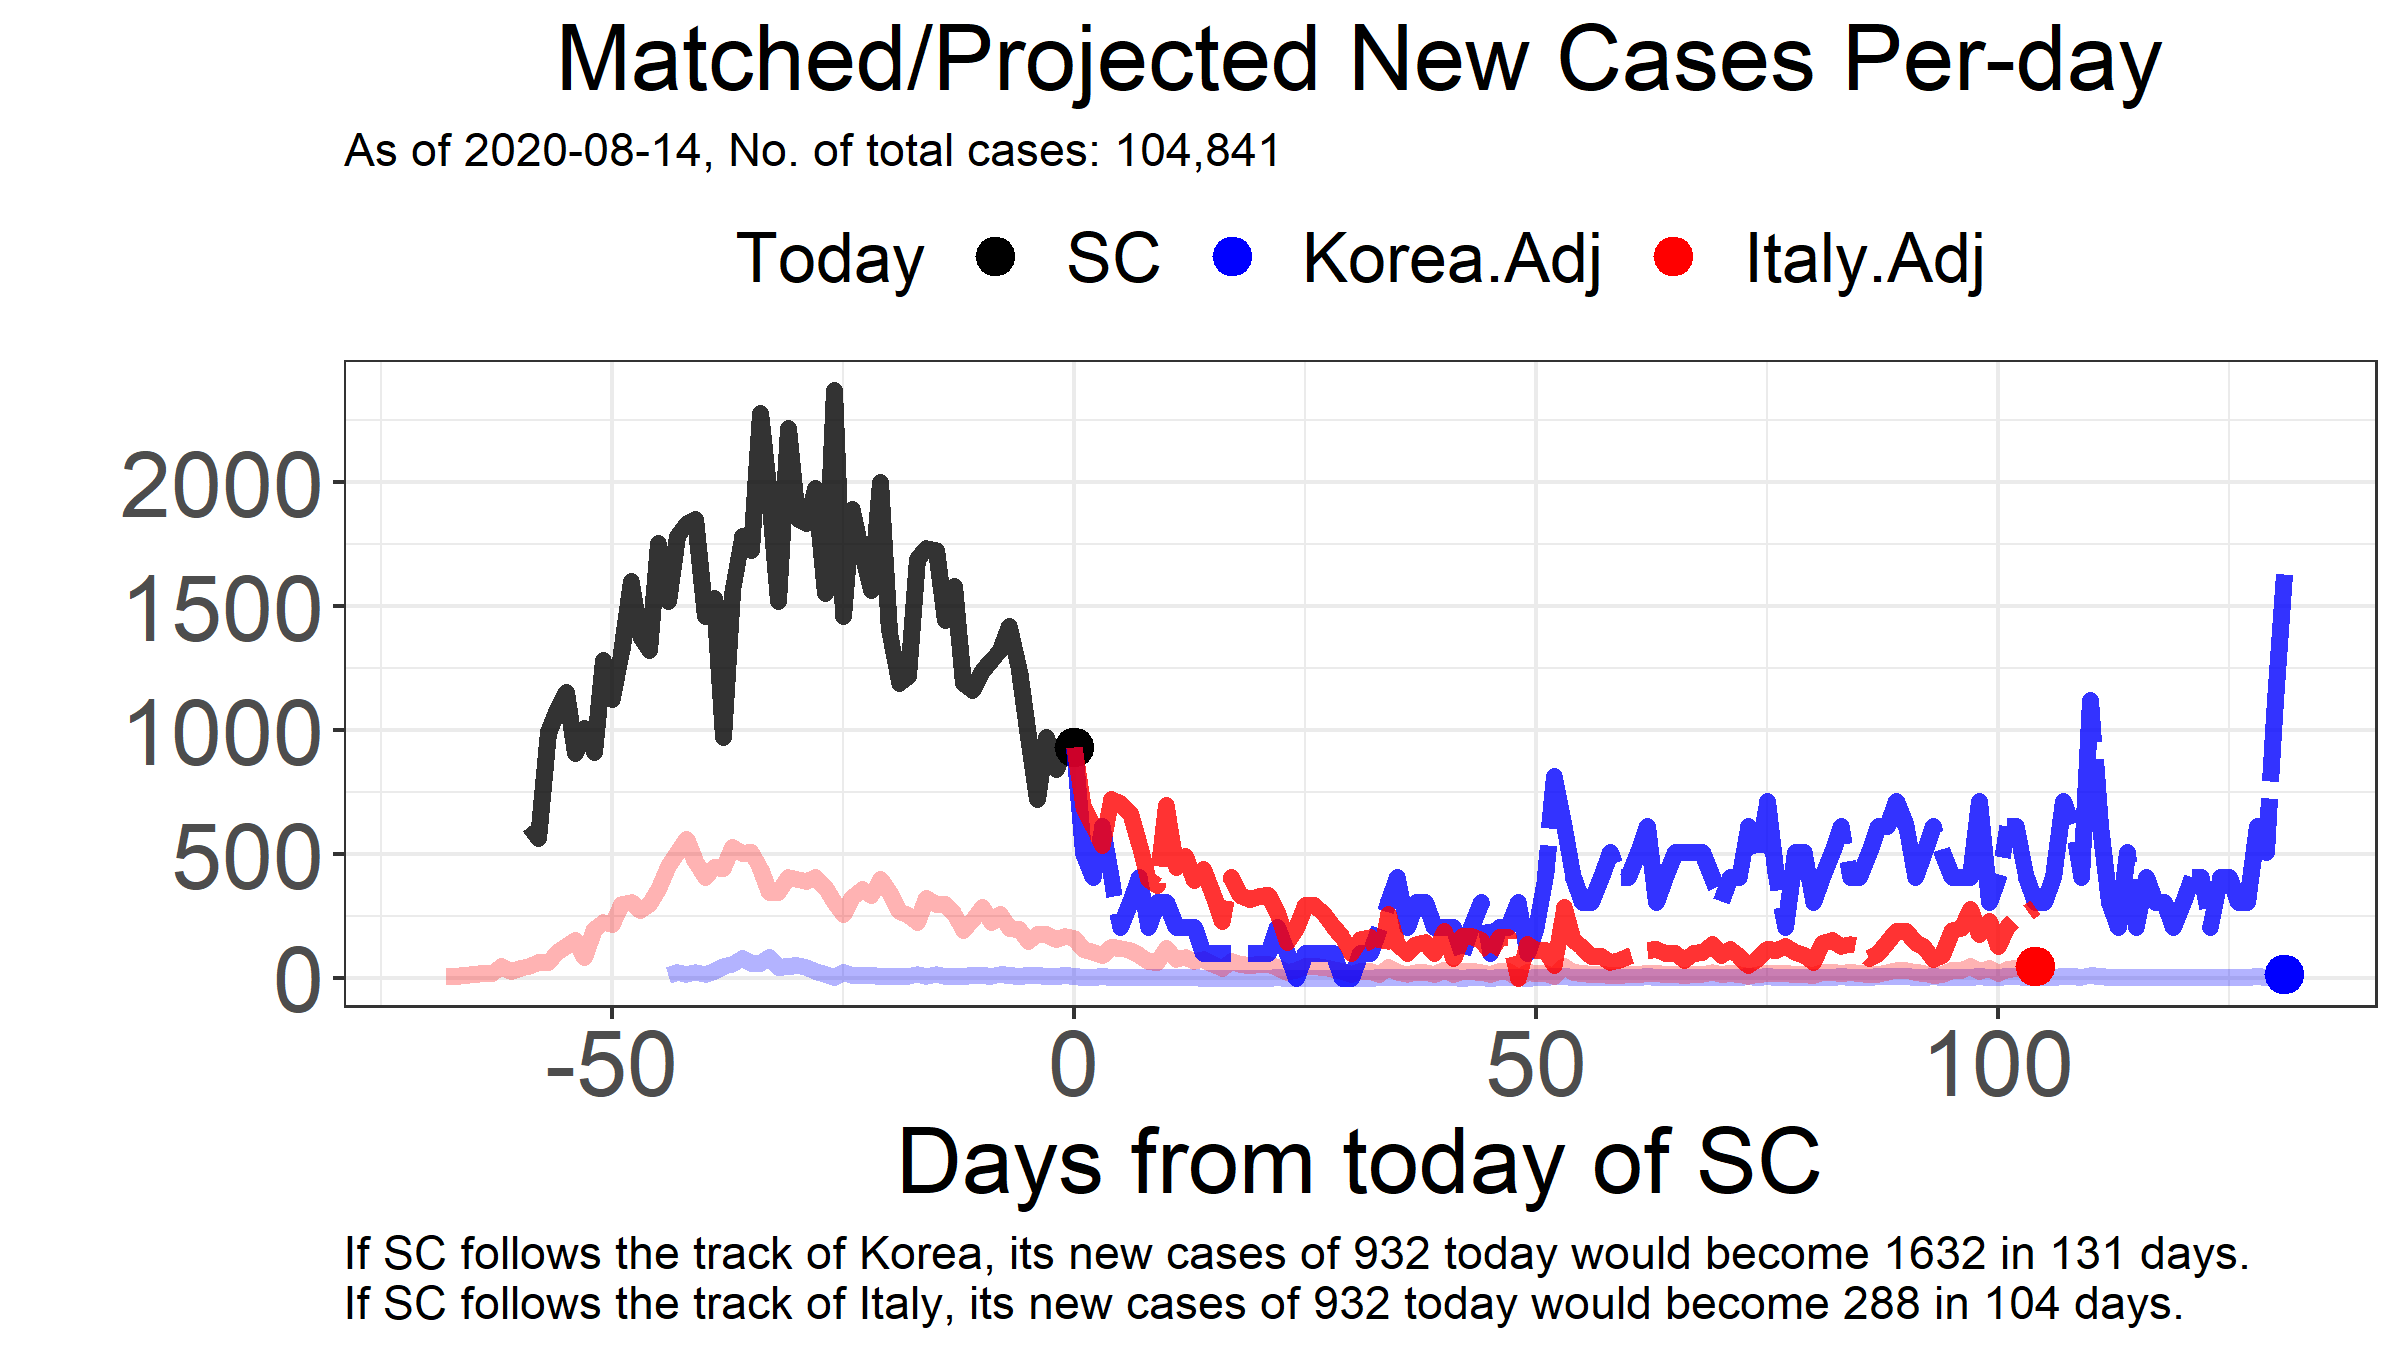 Matched/Projected New Cases Per-day
As of 2020-08-14, No. of total cases: 104,841
Today SC Korea.Adj Italy.Adj
2000
1500
1000
500
0
-50 0 50 100
Days from today of SC
If SC follows the track of Korea, its new cases of 932 today would become 1632 in 131 days.
If SC follows the track of Italy, its new cases of 932 today would become 288 in 104 days.